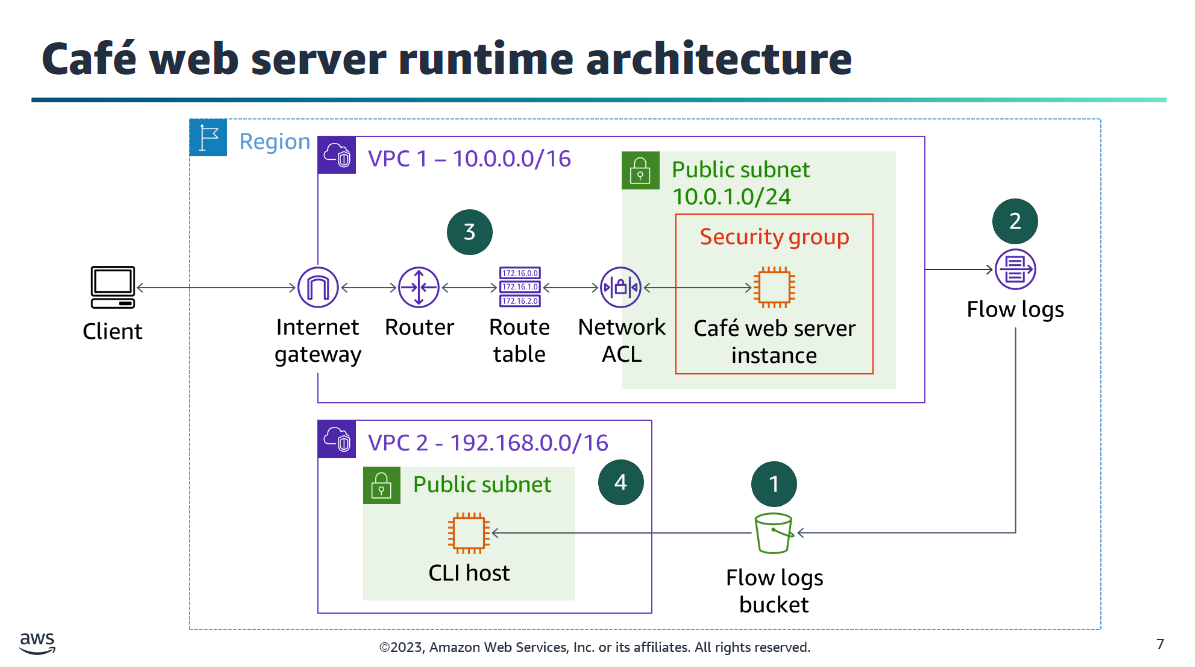 Café web server runtime architecture
Region
VPC 1 – 10.0.0.0/16
Public subnet
10.0.1.0/24
Security group
3
2
172.16.0.0
172.16.1.0
172.16.2.0
Client
Internet
gateway
Router
Route
table
Network
ACL
Café web server
instance
Flow logs
VPC 2 - 192.168.0.0/16
Public subnet
4
1
CLI host
Flow logs
bucket
aws
©2023, Amazon Web Services, Inc. or its affiliates. All rights reserved.
7